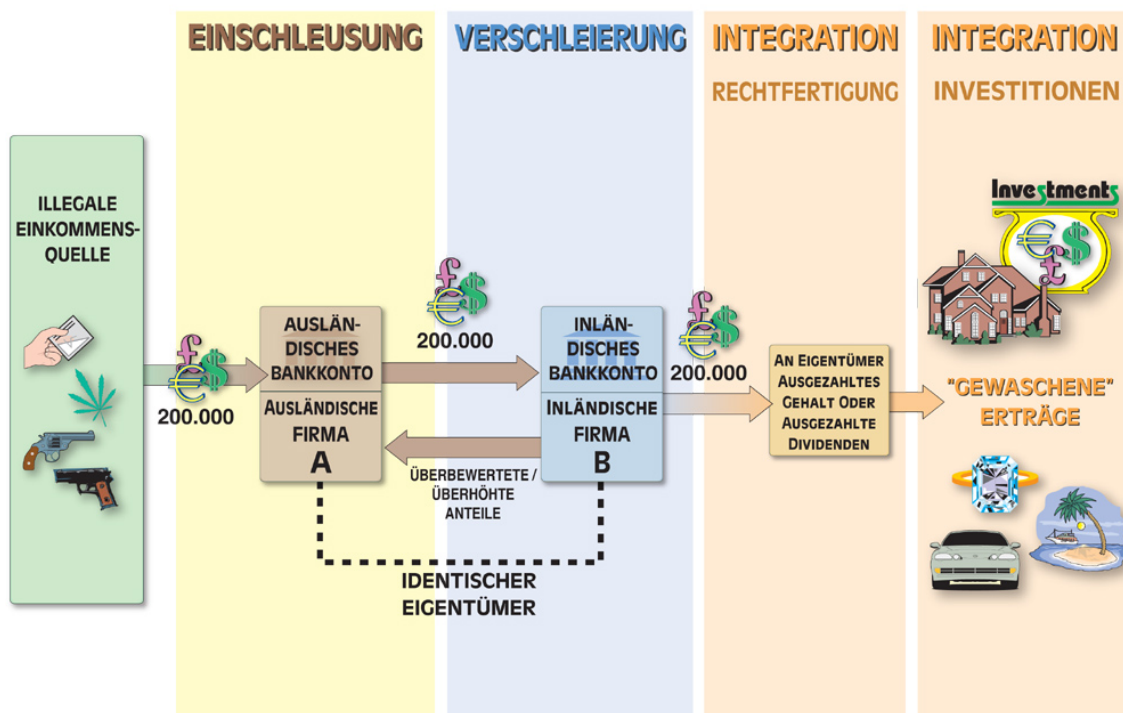 EINSCHLEUSUNG
VERSCHLEIERUNG
INTEGRATION
RECHTFERTIGUNG
INTEGRATION
INVESTITIONEN
ILLEGALE
EINKOMMENS-
QUELLE
£
$
€
200.000
AUSLÄN-
DISCHES
BANKKONTO
AUSLÄNDISCHE
FIRMA
A
£
$
€
200.000
INLÄN-
DISCHES
BANKKONTO
INLÄNDISCHE
FIRMA
B
ÜBERBEWERTETE /
ÜBERHÖHTE
ANTEILE
IDENTISCHER
EIGENTÜMER
£
$
€
200.000
AN EIGENTÜMER
AUSGEZAHLTES
GEHALT ODER
AUSGEZAHLTE
DIVIDENDEN
Investments
€
$
£
"GEWASCHENE"
ERTRÄGE